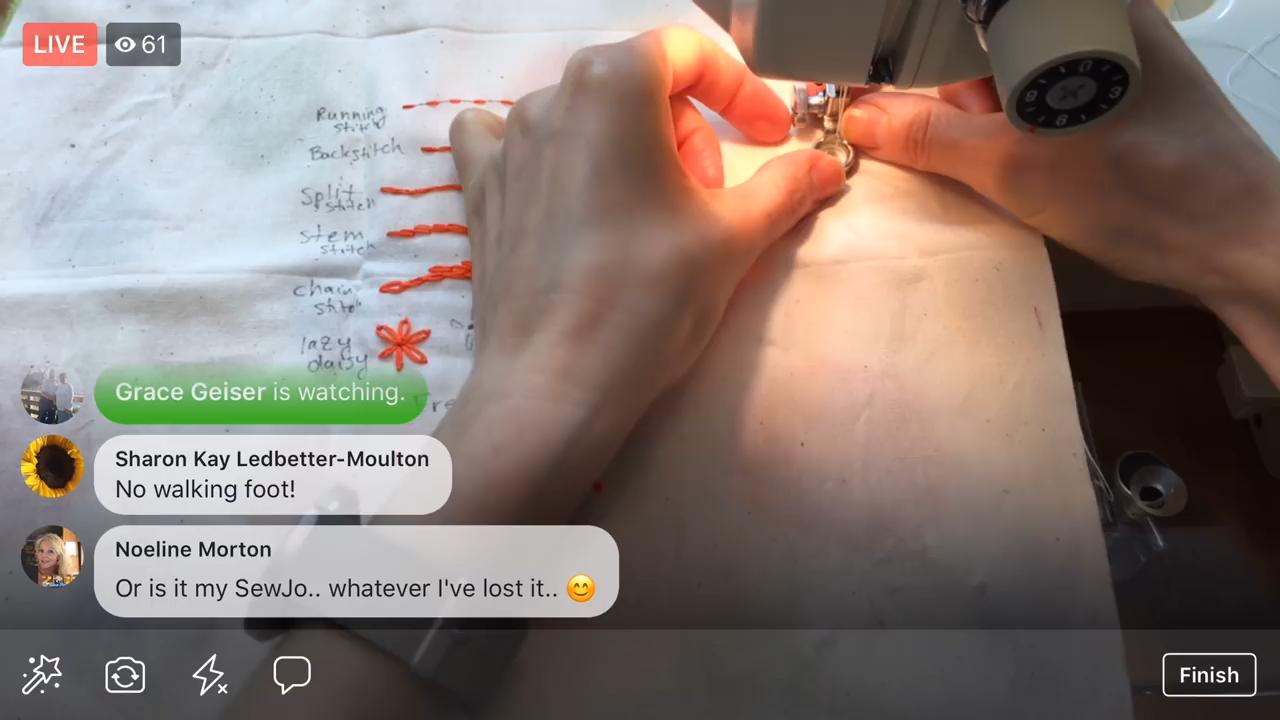 LIVE
61
Running
stitch
Backstitch
Split
stitch
stem
stitch
chain
stitch
lazy
daisy
Fre
Grace Geiser is watching.
Sharon Kay Ledbetter-Moulton
No walking foot!
Noeline Morton
Or is it my SewJo.. whatever I've lost it.. 😊
Finish